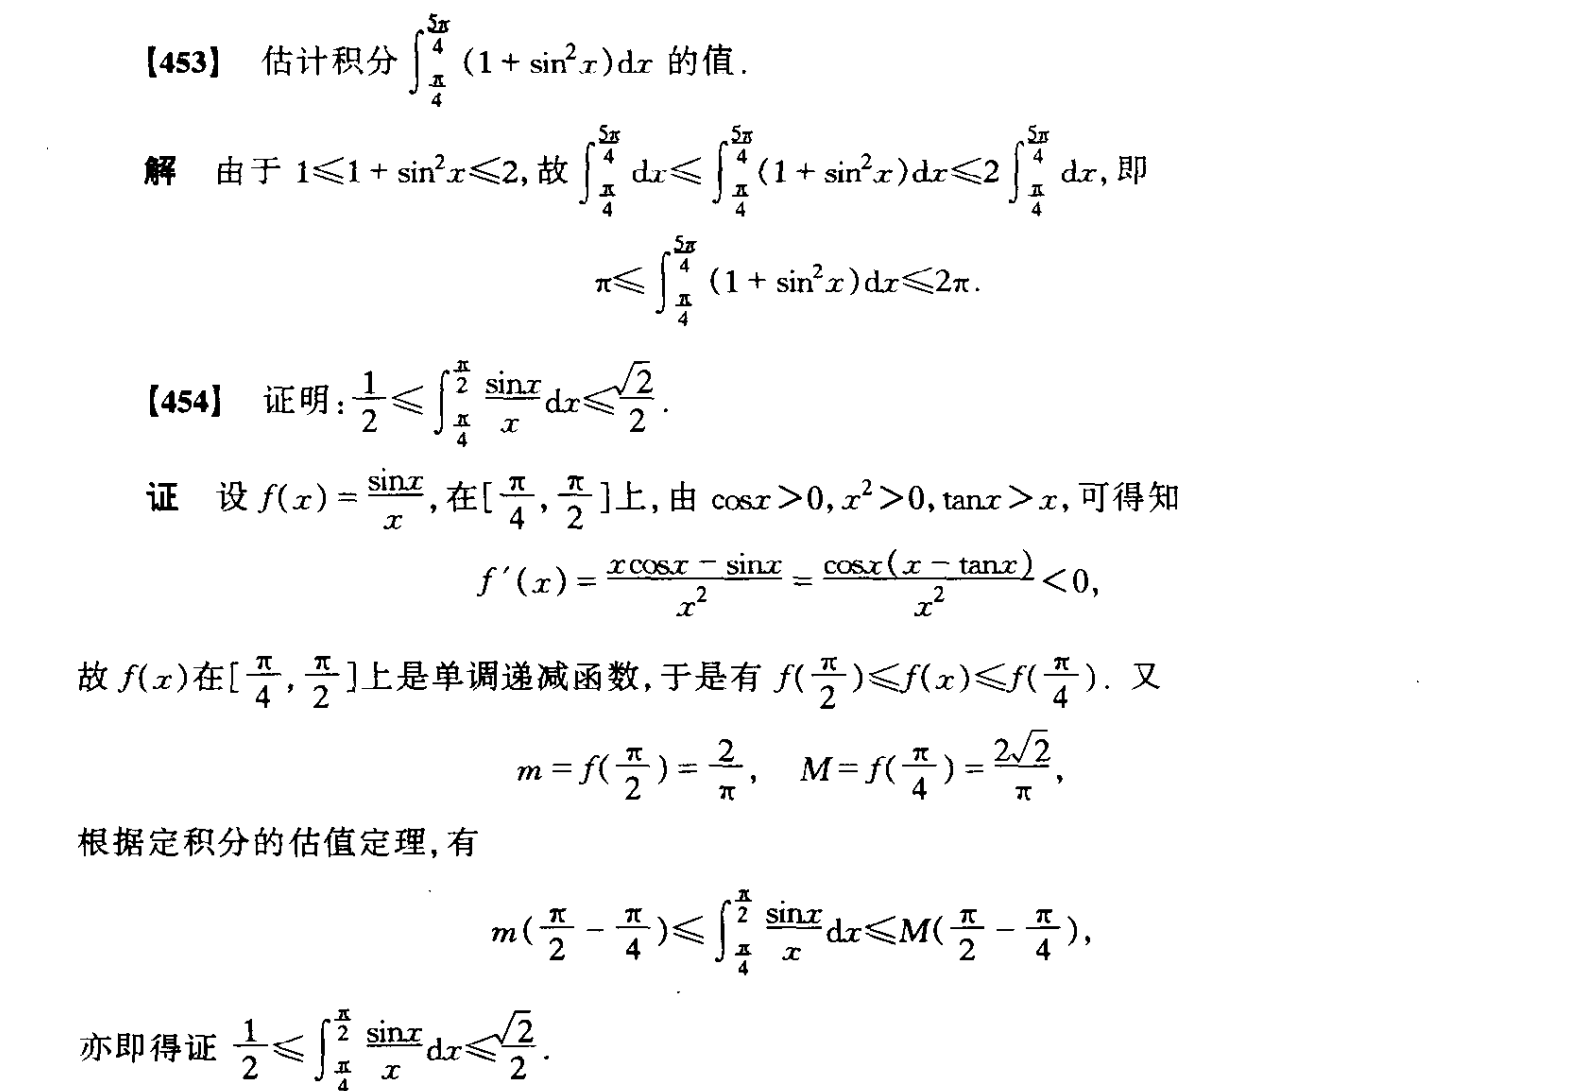 【453】 估计积分 $\int_{\frac{\pi}{4}}^{\frac{5\pi}{4}} (1+\sin^2 x)dx$ 的值.
解 由于 $1 \leqslant 1+\sin^2 x \leqslant 2$,故 $\int_{\frac{\pi}{4}}^{\frac{5\pi}{4}} dx \leqslant \int_{\frac{\pi}{4}}^{\frac{5\pi}{4}} (1+\sin^2 x)dx \leqslant 2\int_{\frac{\pi}{4}}^{\frac{5\pi}{4}} dx$,即
$\pi \leqslant \int_{\frac{\pi}{4}}^{\frac{5\pi}{4}} (1+\sin^2 x)dx \leqslant 2\pi$.
【454】 证明:$\frac{1}{2} \leqslant \int_{\frac{\pi}{4}}^{\frac{\pi}{2}} \frac{\sin x}{x}dx \leqslant \frac{\sqrt{2}}{2}$.
证 设 $f(x)=\frac{\sin x}{x}$,在$[\frac{\pi}{4},\frac{\pi}{2}]$上,由 $\cos x>0,x^2>0,\tan x>x$,可得知
$f'(x)=\frac{x\cos x-\sin x}{x^2}=\frac{\cos x(x-\tan x)}{x^2}<0$,
故 $f(x)$在$[\frac{\pi}{4},\frac{\pi}{2}]$上是单调递减函数,于是有 $f(\frac{\pi}{2}) \leqslant f(x) \leqslant f(\frac{\pi}{4})$. 又
$m=f(\frac{\pi}{2})=\frac{2}{\pi}$, $M=f(\frac{\pi}{4})=\frac{2\sqrt{2}}{\pi}$,
根据定积分的估值定理,有
$m(\frac{\pi}{2}-\frac{\pi}{4}) \leqslant \int_{\frac{\pi}{4}}^{\frac{\pi}{2}} \frac{\sin x}{x}dx \leqslant M(\frac{\pi}{2}-\frac{\pi}{4})$,
亦即得证 $\frac{1}{2} \leqslant \int_{\frac{\pi}{4}}^{\frac{\pi}{2}} \frac{\sin x}{x}dx \leqslant \frac{\sqrt{2}}{2}$.